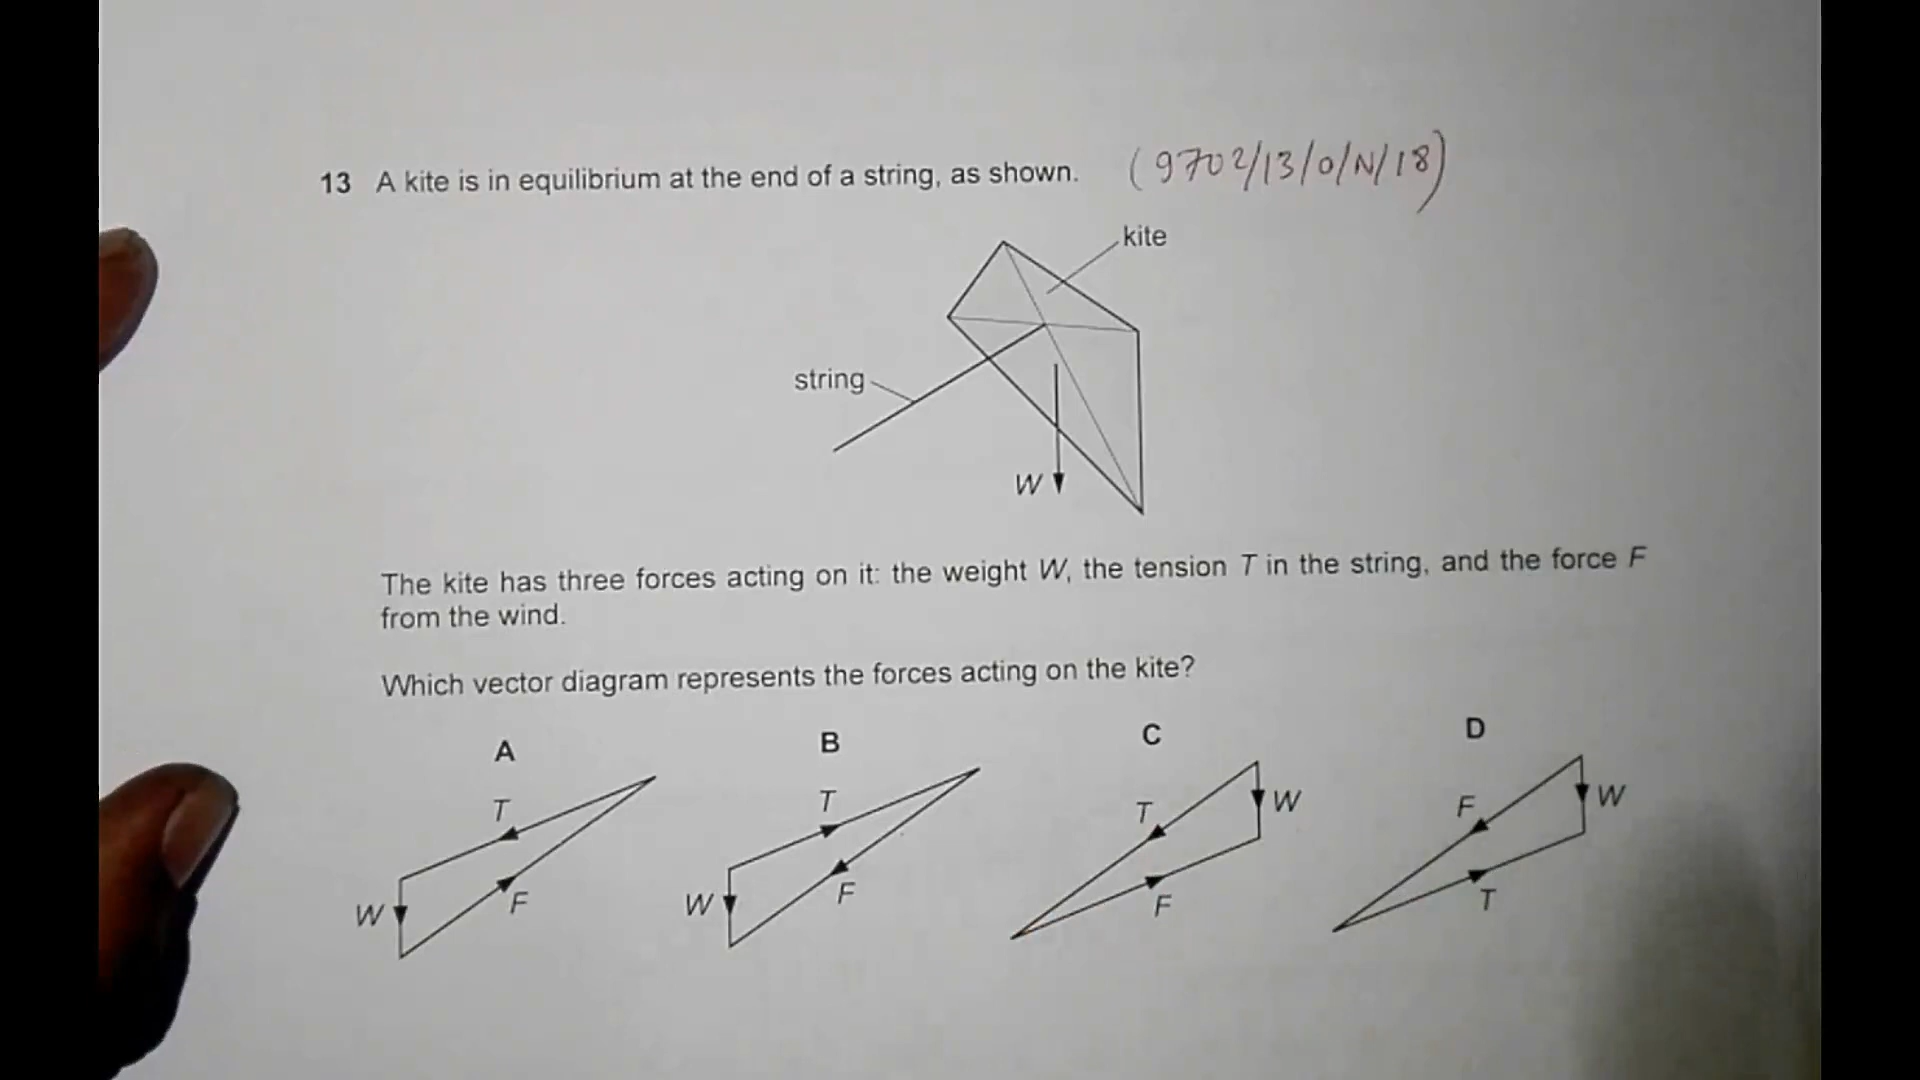 13 A kite is in equilibrium at the end of a string, as shown. (9702/13/O/N/18)
kite
string
W
The kite has three forces acting on it: the weight W, the tension T in the string, and the force F
from the wind.
Which vector diagram represents the forces acting on the kite?
A B C D
T T T W F W
W F W F F T